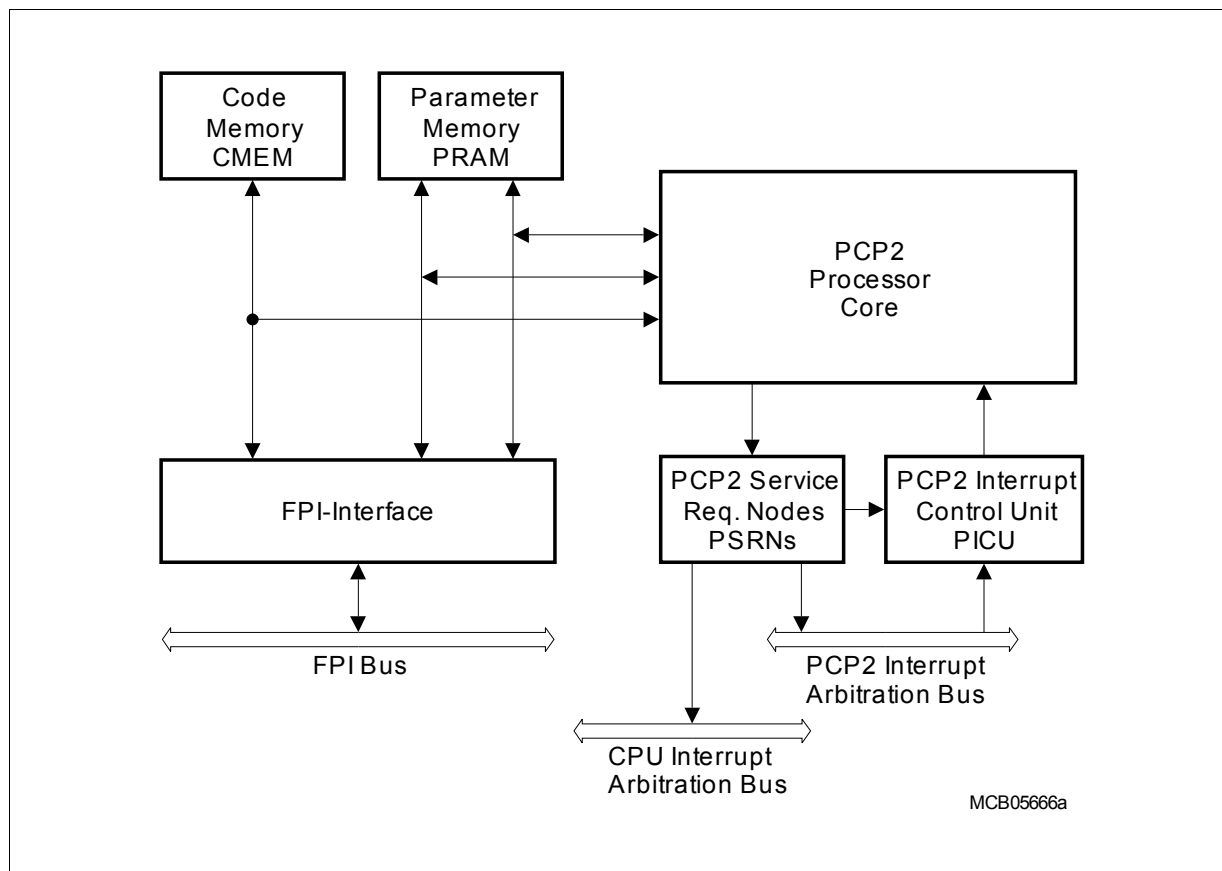 Code
Memory
CMEM
Parameter
Memory
PRAM
PCP2
Processor
Core
FPI-Interface
PCP2 Service
Req. Nodes
PSRNs
PCP2 Interrupt
Control Unit
PICU
FPI Bus
PCP2 Interrupt
Arbitration Bus
CPU Interrupt
Arbitration Bus
MCB05666a